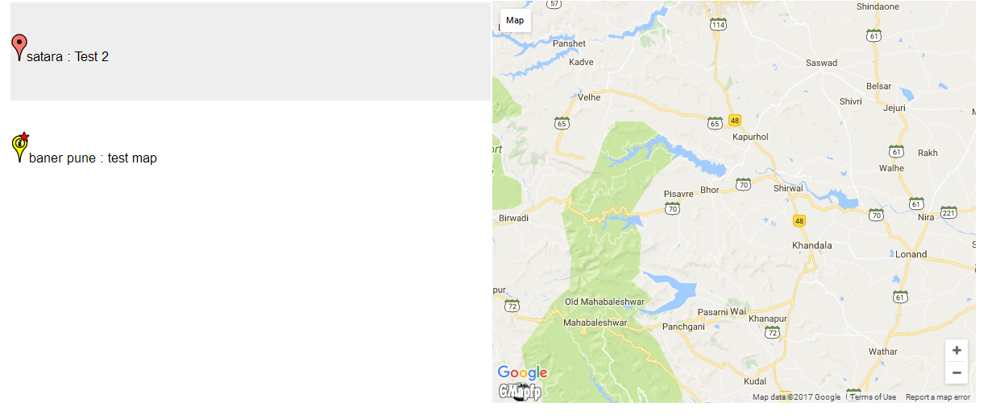 satara : Test 2
baner pune : test map
Map
57
Shindaone
114
61
Panshet
Kadve
Saswad
Belsar
Velhe
Shivri
Jejuri
65
65
48
Kapurhol
61
Rakh
Walhe
Pisavre
Bhor
70
Shirwal
70
61
70
221
Nira
Birwadi
48
Khandala
Lonand
pur
72
Old Mahabaleshwar
61
Pasarni Wai
Mahabaleshwar
Panchgani
Khanapur
72
Wathar
+
−
Google
Kudal
Map data ©2017 Google
Terms of Use
Report a map error